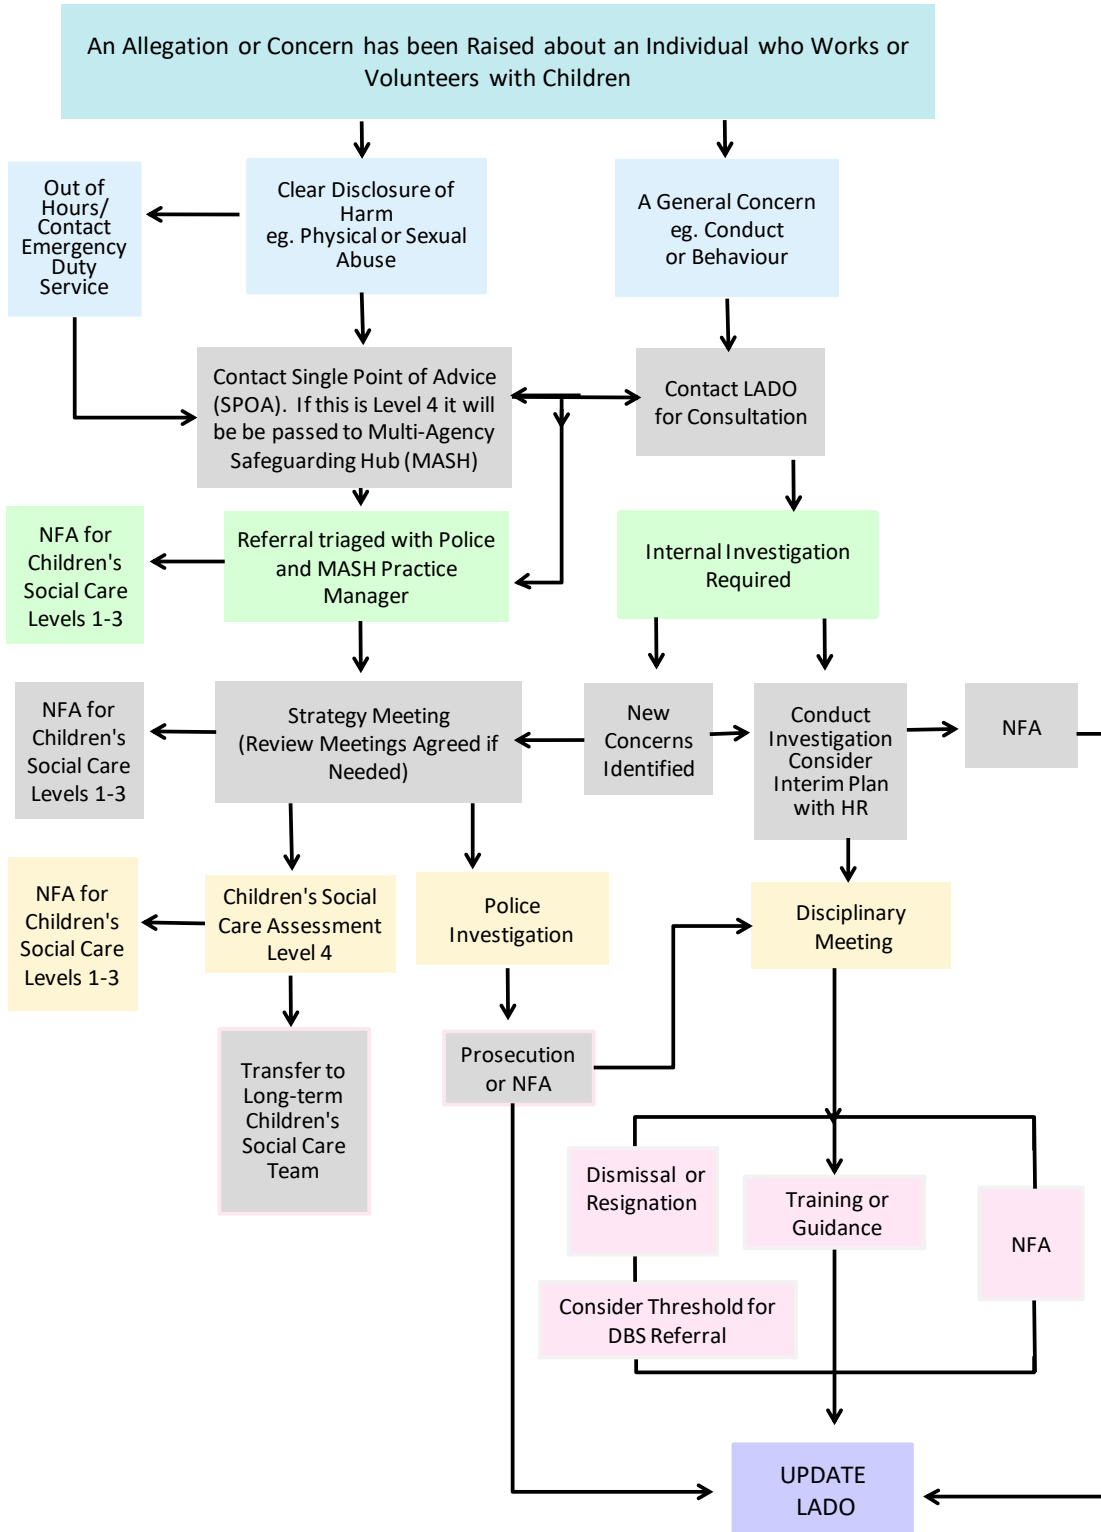 An Allegation or Concern has been Raised about an Individual who Works or
Volunteers with Children
Out of
Hours/
Contact
Emergency
Duty
Service
Clear Disclosure of
Harm
eg. Physical or Sexual
Abuse
A General Concern
eg. Conduct
or Behaviour
Contact Single Point of Advice
(SPOA). If this is Level 4 it will
be be passed to Multi-Agency
Safeguarding Hub (MASH)
Contact LADO
for Consultation
NFA for
Children's
Social Care
Levels 1-3
Referral triaged with Police
and MASH Practice
Manager
Internal Investigation
Required
NFA for
Children's
Social Care
Levels 1-3
Strategy Meeting
(Review Meetings Agreed if
Needed)
New
Concerns
Identified
Conduct
Investigation
Consider
Interim Plan
with HR
NFA
NFA for
Children's
Social Care
Levels 1-3
Children's Social
Care Assessment
Level 4
Police
Investigation
Disciplinary
Meeting
Transfer to
Long-term
Children's
Social Care
Team
Prosecution
or NFA
Dismissal or
Resignation
Training or
Guidance
NFA
Consider Threshold for
DBS Referral
UPDATE
LADO